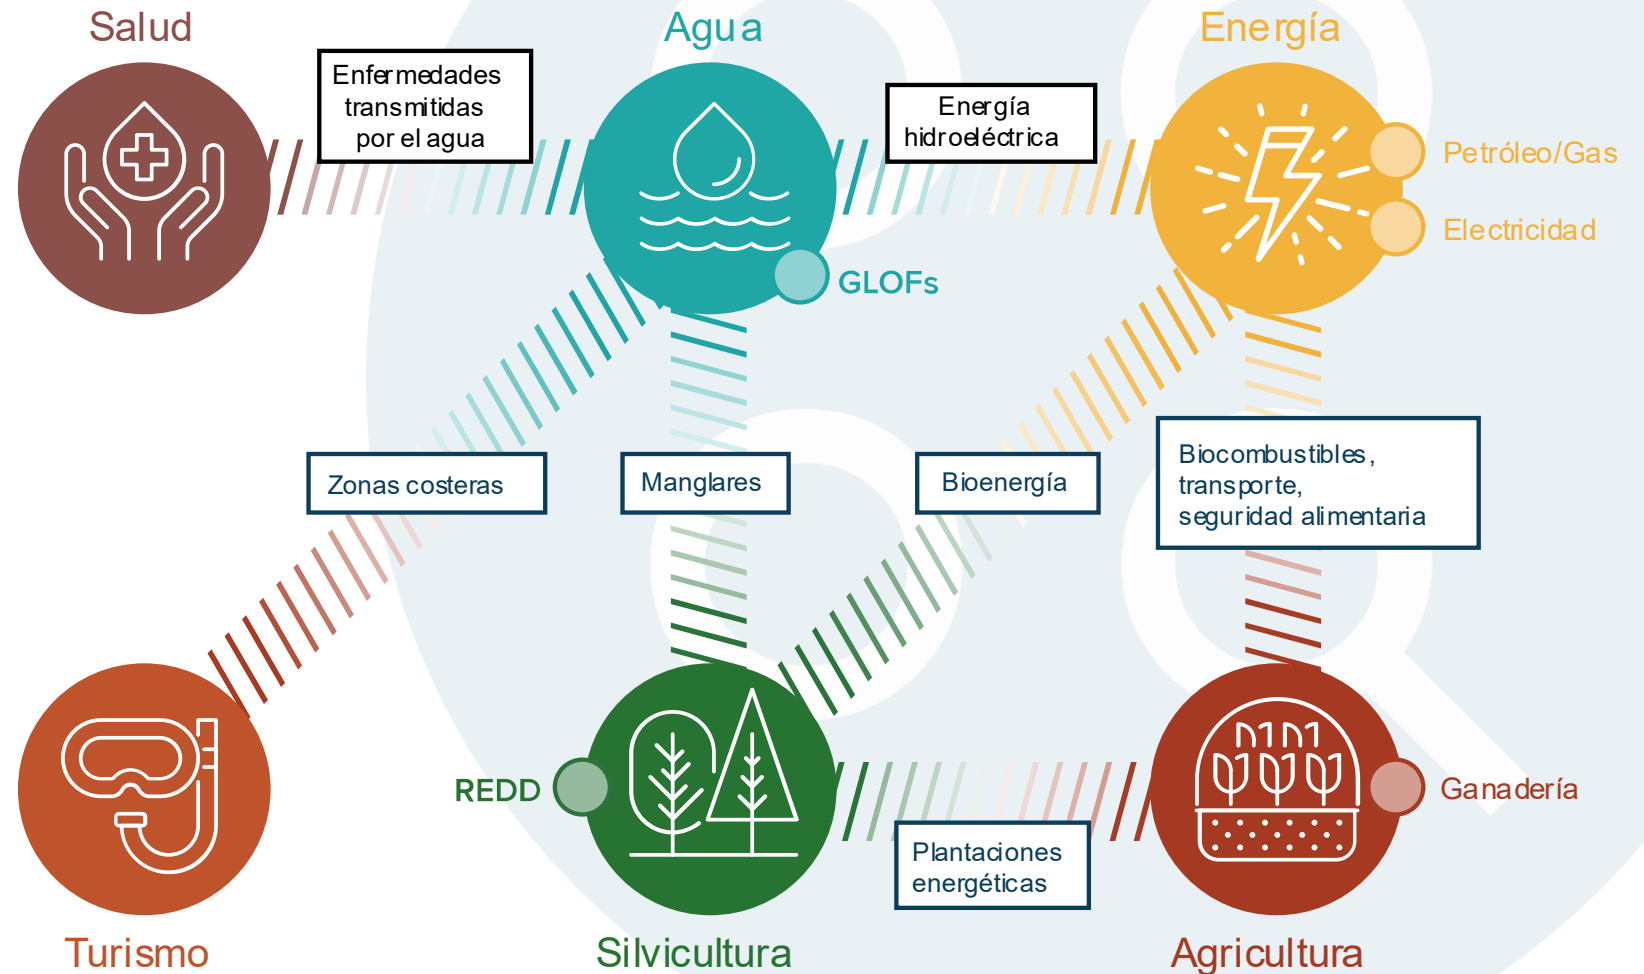 Salud
Agua
Energía
Enfermedades
transmitidas
por el agua
Energía
hidroeléctrica
Petróleo/Gas
Electricidad
GLOFs
Zonas costeras
Manglares
Bioenergía
Biocombustibles,
transporte,
seguridad alimentaria
REDD
Ganadería
Plantaciones
energéticas
Turismo
Silvicultura
Agricultura